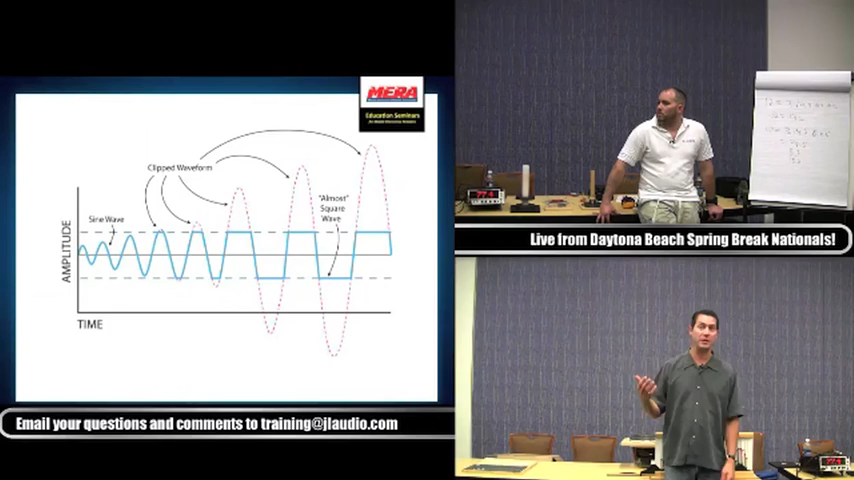 MERA
Education Seminars
Clipped Waveform
"Almost"
Square
Wave
Sine Wave
AMPLITUDE
TIME
Live from Daytona Beach Spring Break Nationals!
Email your questions and comments to training@jlaudio.com